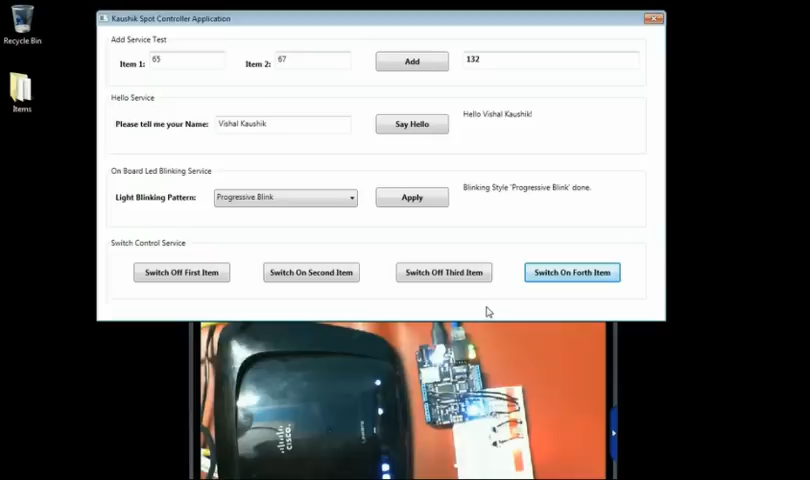 Kaushik Spot Controller Application
Recycle Bin
Items
Add Service Test
Item 1: 65 Item 2: 67 Add 132
Hello Service
Please tell me your Name: Vishal Kaushik Say Hello Hello Vishal Kaushik!
On Board Led Blinking Service
Light Blinking Pattern: Progressive Blink Apply Blinking Style 'Progressive Blink' done.
Switch Control Service
Switch Off First Item Switch On Second Item Switch Off Third Item Switch On Forth Item
CISCO